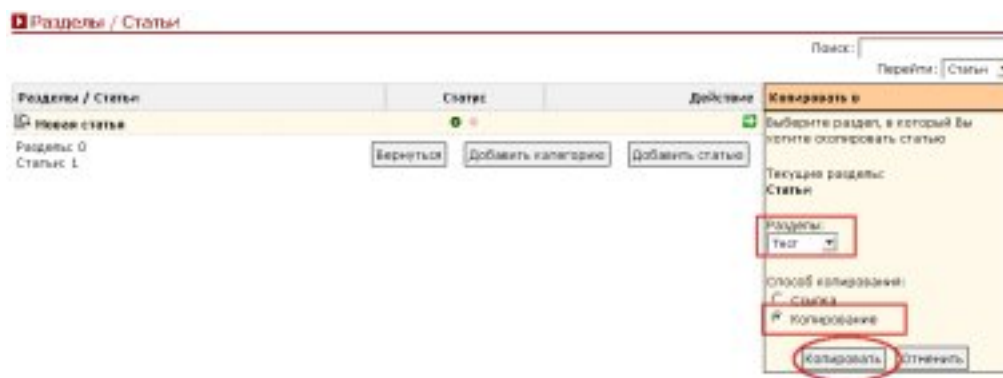 Разделы / Статьи
Поиск:
Перейти: Статьи
Разделы / Статьи Статус Действие Копировать в
Новая статья
Выберите раздел, в который Вы
хотите скопировать статью
Разделы: 0
Статьи: 1
Вернуться Добавить категорию Добавить статью
Текущие разделы:
Статьи
Разделы:
Тест
Способ копирования:
Ссылка
Копирование
Копировать Отменить